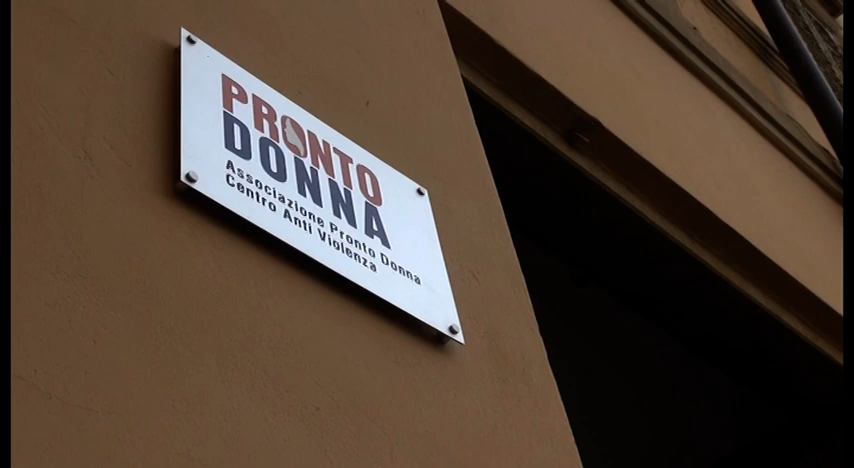 PRONTO
DONNA
Associazione Pronto Donna
Centro Anti Violenza